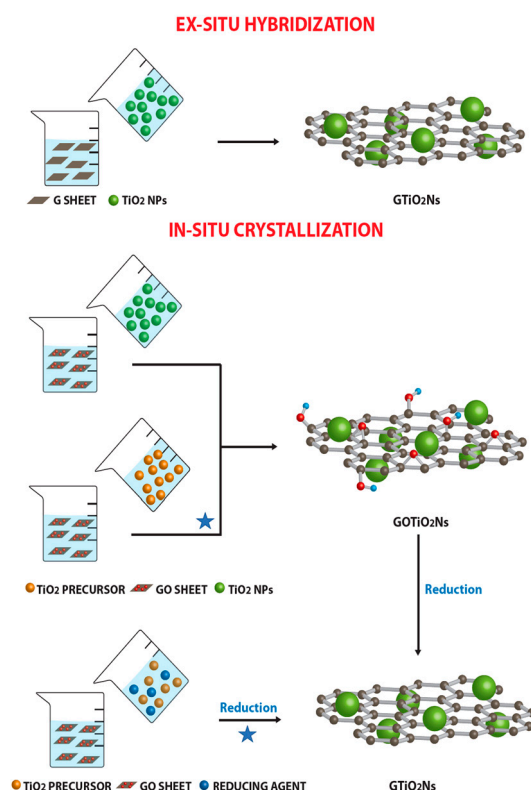 EX-SITU HYBRIDIZATION
G SHEET TiO2 NPs
GTiO2Ns
IN-SITU CRYSTALLIZATION
GOTiO2Ns
TiO2 PRECURSOR GO SHEET TiO2 NPs
Reduction
Reduction
TiO2 PRECURSOR GO SHEET REDUCING AGENT
GTiO2Ns